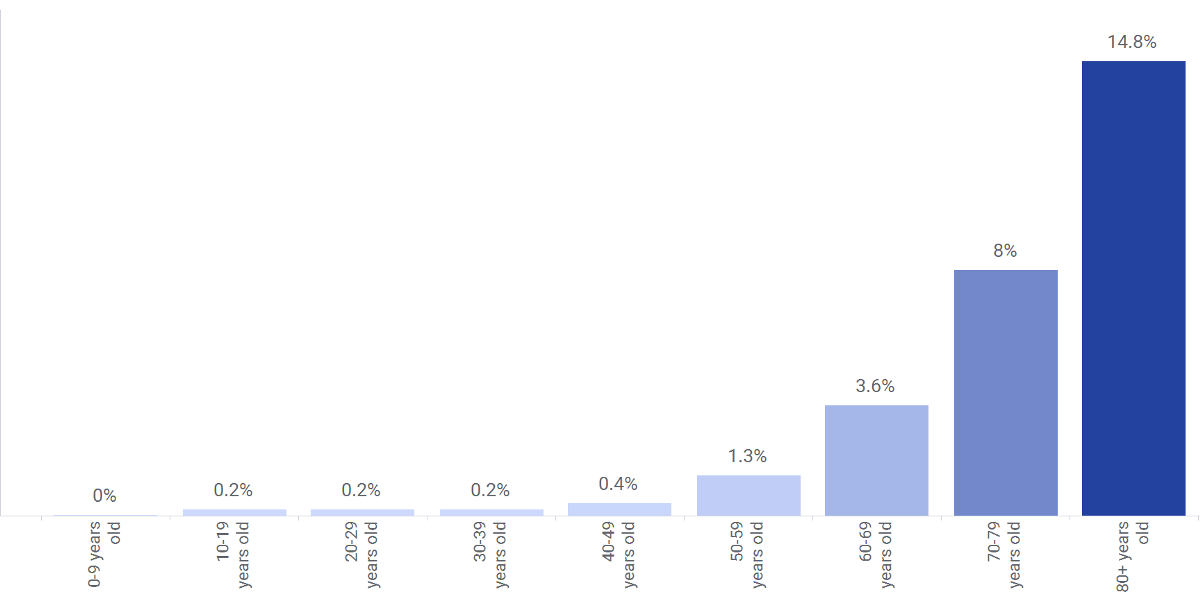 14.8%
8%
3.6%
1.3%
0.4%
0.2%
0.2%
0.2%
0%
0-9 years
old
10-19
years old
20-29
years old
30-39
years old
40-49
years old
50-59
years old
60-69
years old
70-79
years old
80+ years
old